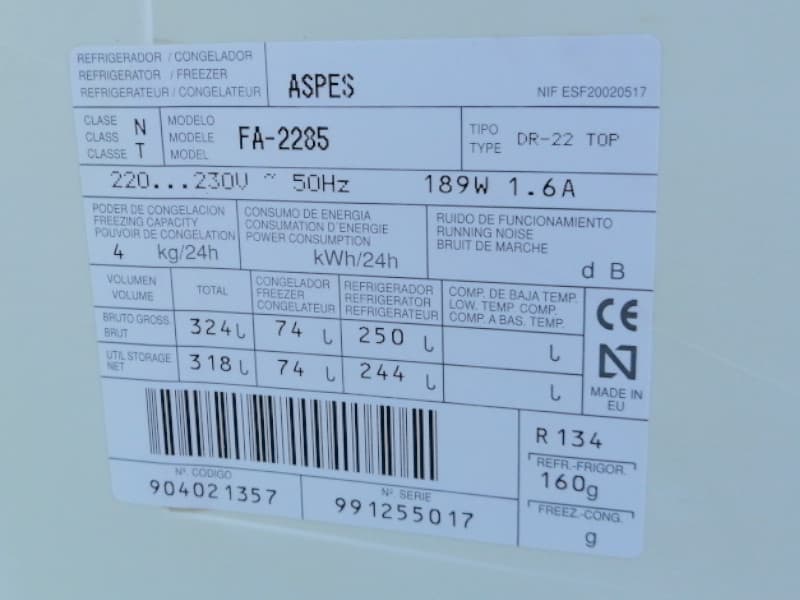 REFRIGERADOR / CONGELADOR
REFRIGERATOR / FREEZER
REFRIGERATEUR / CONGELATEUR
ASPES
NIF ESF20020517
CLASE
CLASS
CLASSE
N
T
MODELO
MODELE
MODEL
FA-2285
TIPO
TYPE
DR-22 TOP
220...230V ~ 50Hz 189W 1.6A
PODER DE CONGELACION
FREEZING CAPACITY
POUVOIR DE CONGELATION
4 kg/24h
CONSUMO DE ENERGIA
CONSUMATION D'ENERGIE
POWER CONSUMPTION
kWh/24h
RUIDO DE FUNCIONAMIENTO
RUNNING NOISE
BRUIT DE MARCHE
d B
VOLUMEN
VOLUME
TOTAL
CONGELADOR
FREEZER
CONGELATEUR
REFRIGERADOR
REFRIGERATOR
REFRIGERATEUR
COMP. DE BAJA TEMP.
LOW. TEMP. COMP.
COMP. A BAS. TEMP.
BRUTO GROSS
BRUT
324 l
74 l
250 l
l
UTIL STORAGE
NET
318 l
74 l
244 l
l
CE
N
MADE IN
EU
Nº. CODIGO
904021357
Nº SERIE
991255017
R 134
REFR.-FRIGOR.
160g
FREEZ.-CONG.
g